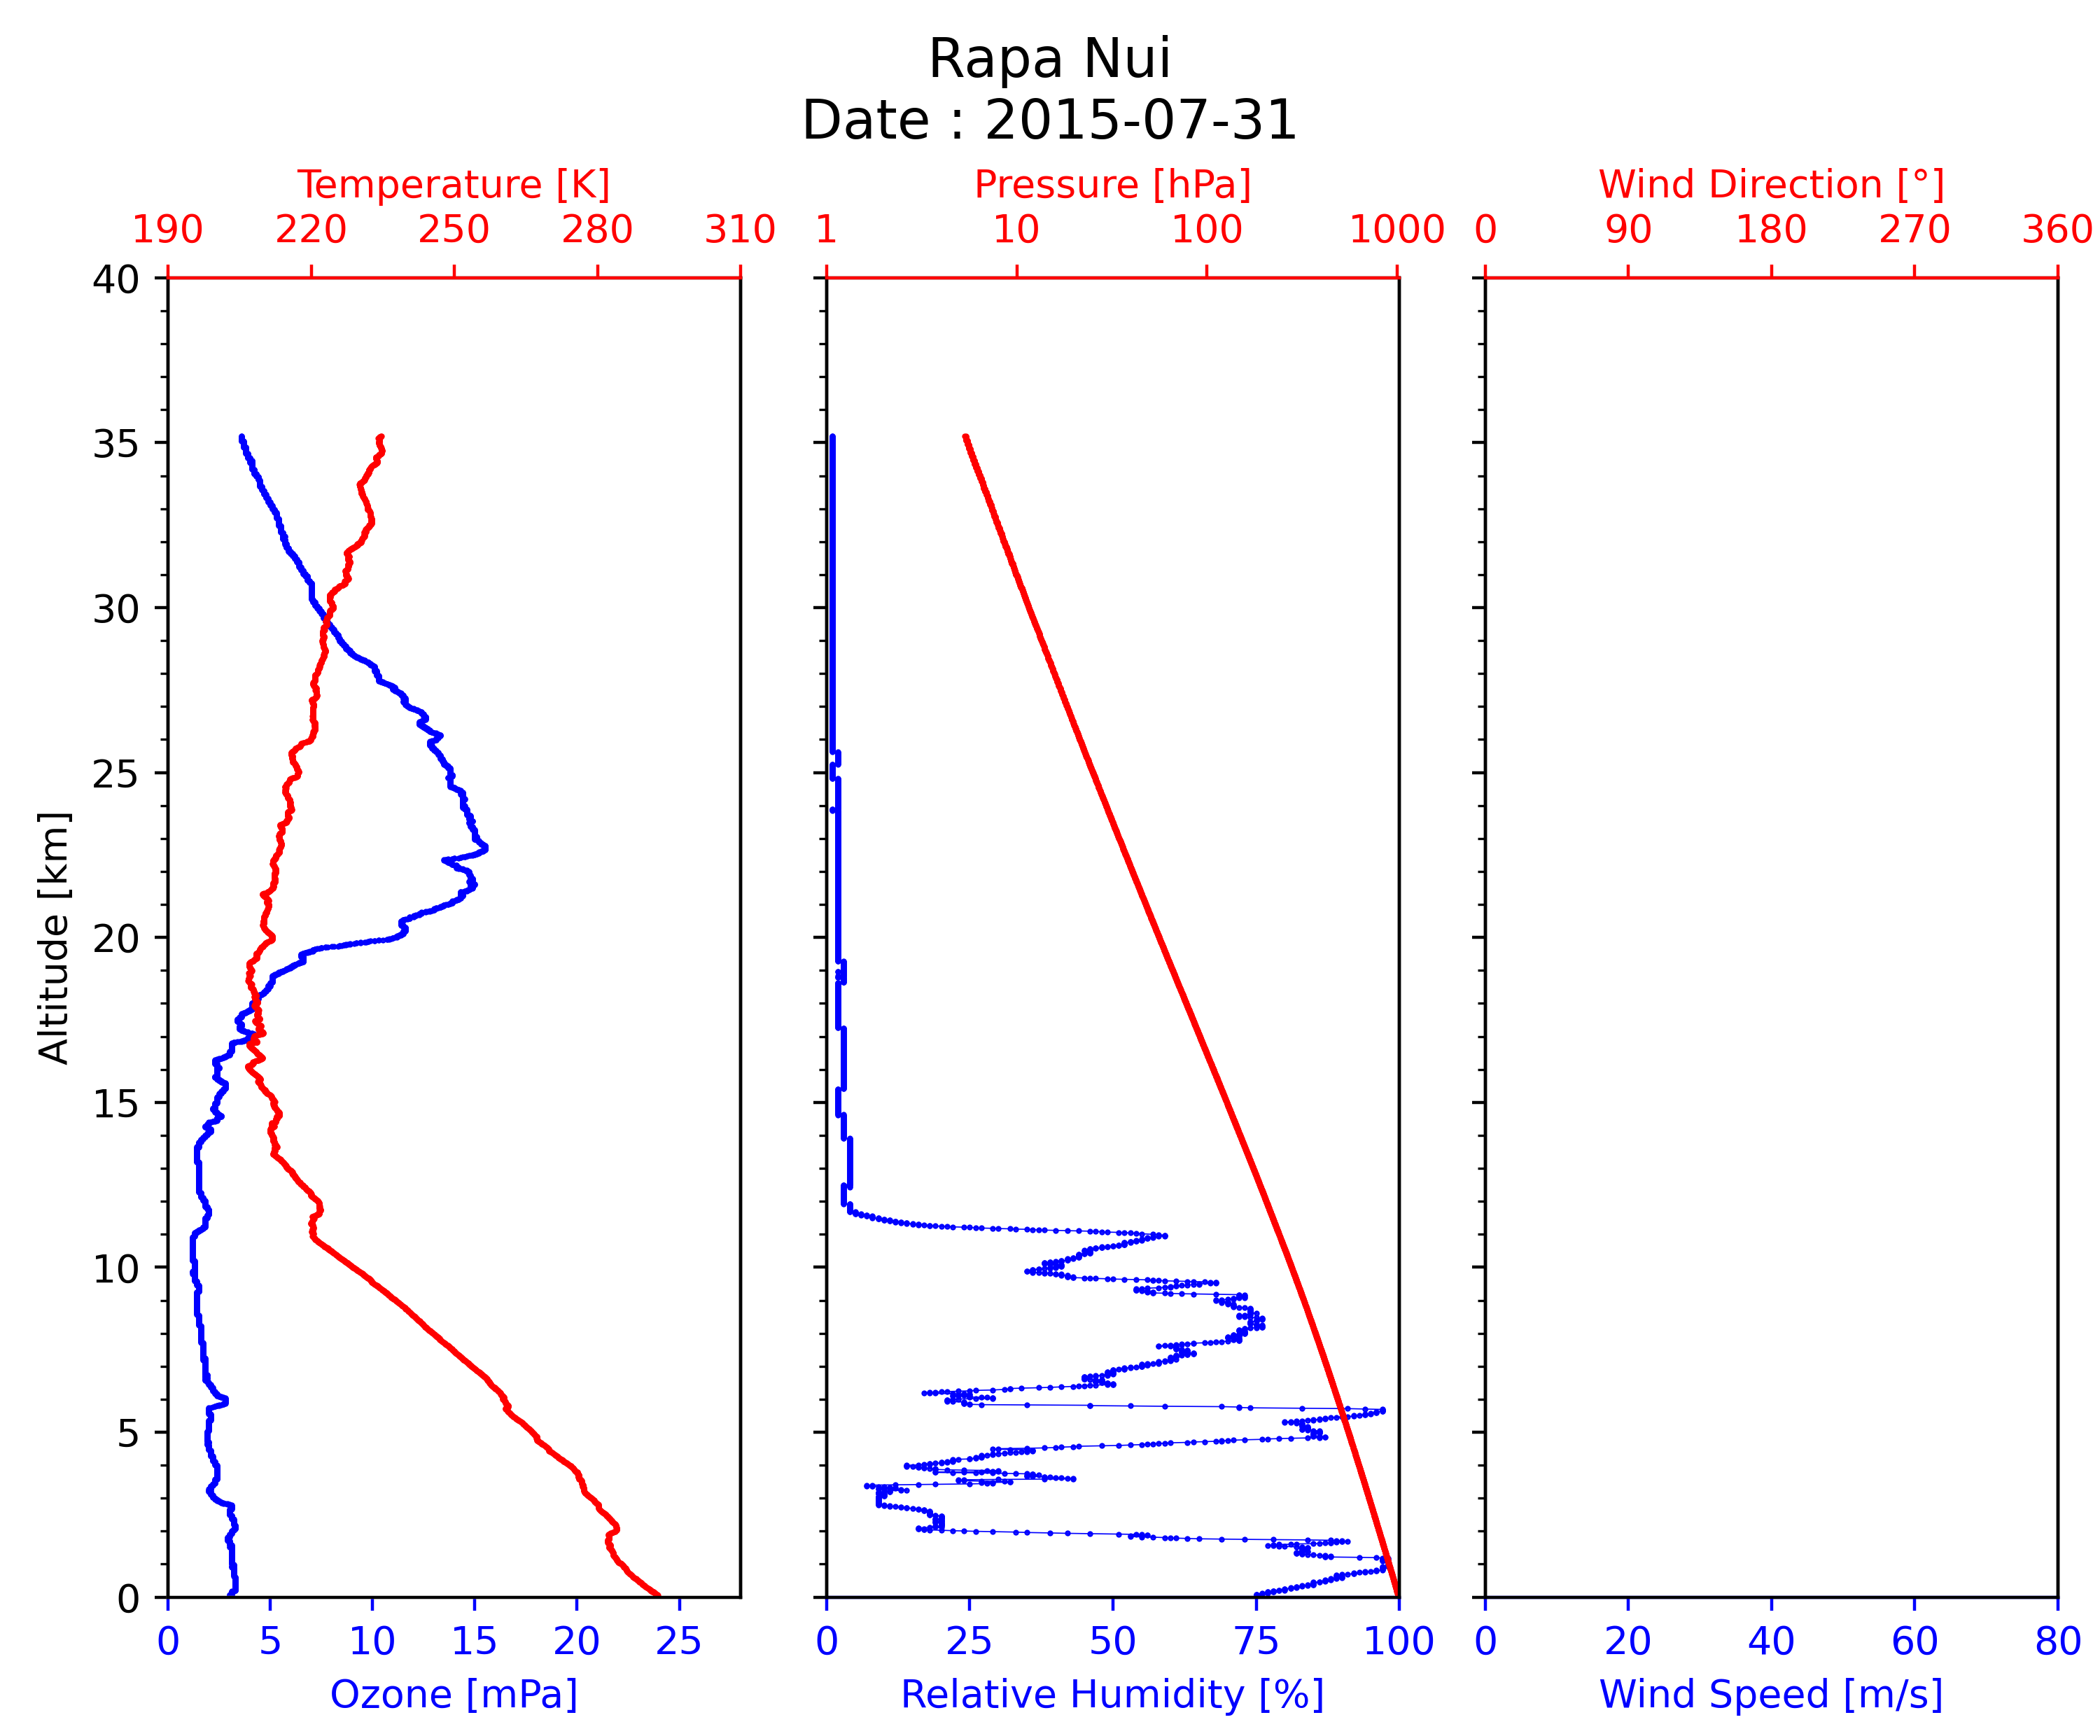 Rapa Nui
Date : 2015-07-31
Temperature [K]
190 220 250 280 310
Pressure [hPa]
1 10 100 1000
Wind Direction [°]
0 90 180 270 360
Altitude [km]
40
35
30
25
20
15
10
5
0
0 5 10 15 20 25
Ozone [mPa]
0 25 50 75 100
Relative Humidity [%]
0 20 40 60 80
Wind Speed [m/s]